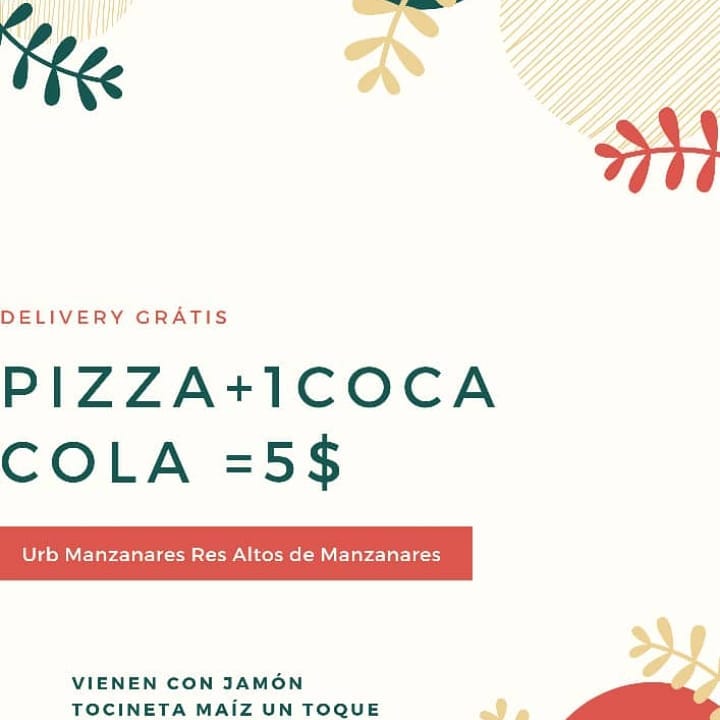 DELIVERY GRÁTIS
PIZZA+1COCA
COLA =5$
Urb Manzanares Res Altos de Manzanares
VIENEN CON JAMÓN
TOCINETA MAÍZ UN TOQUE